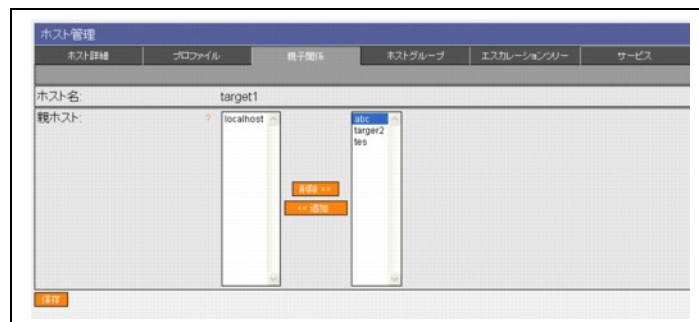 ホスト管理
ホスト詳細 プロファイル 親子関係 ホストグループ エスカレーションツリー サービス
ホスト名: target1
親ホスト: ? localhost abc
targer2
tes
削除 >>
<< 追加
保存